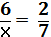 6/x = 2/7